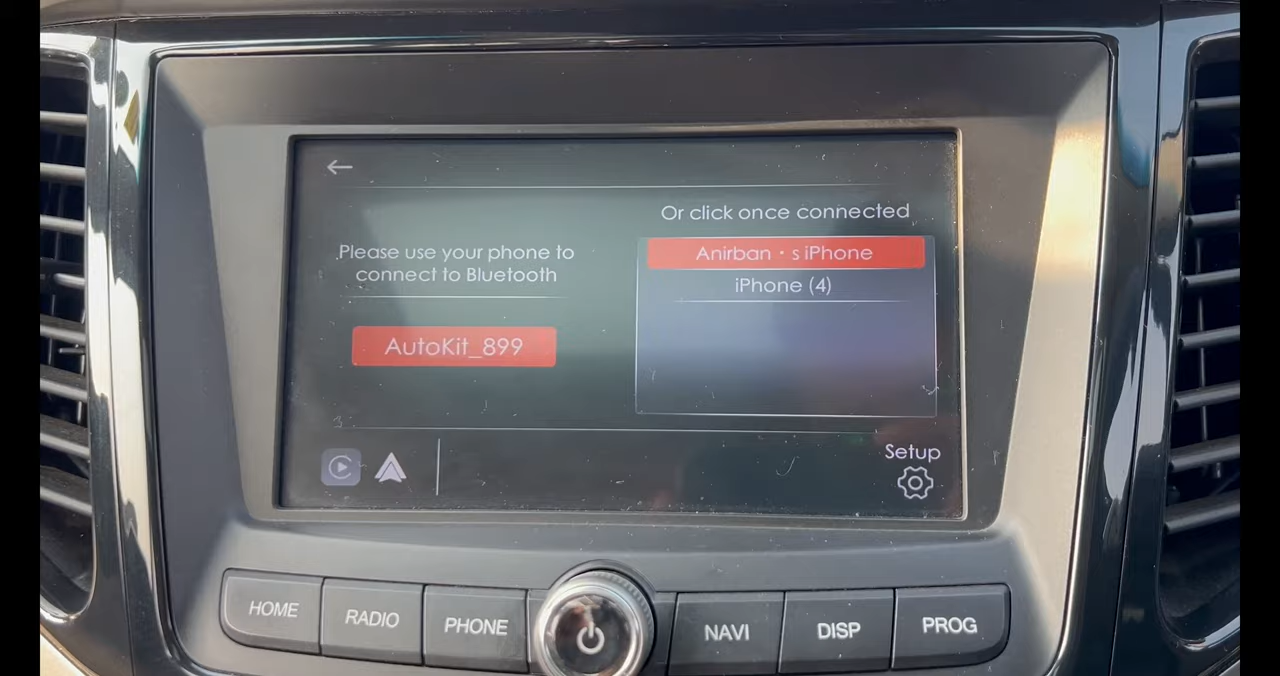 Please use your phone to
connect to Bluetooth
AutoKit_899
Or click once connected
Anirban・s iPhone
iPhone (4)
Setup
HOME
RADIO
PHONE
NAVI
DISP
PROG